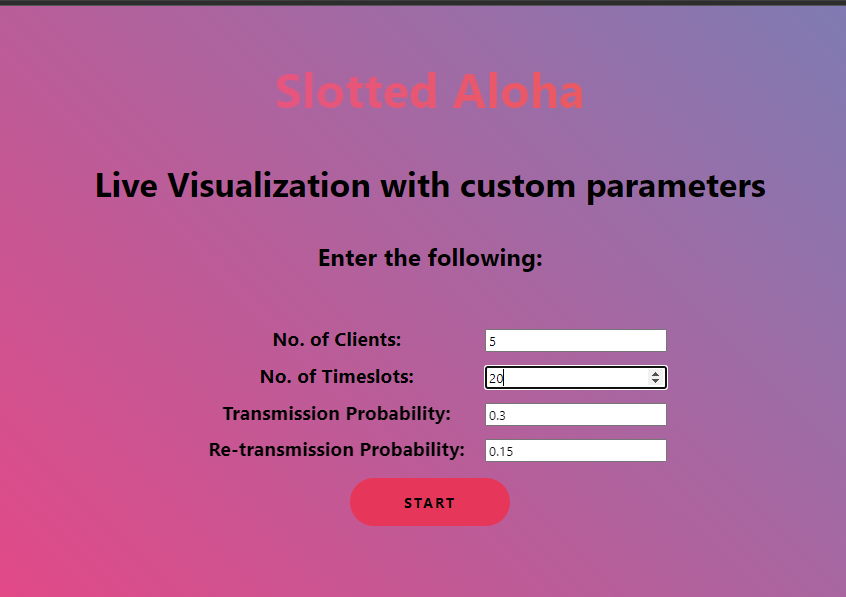 Slotted Aloha
Live Visualization with custom parameters
Enter the following:
No. of Clients: 5
No. of Timeslots: 20
Transmission Probability: 0.3
Re-transmission Probability: 0.15
START